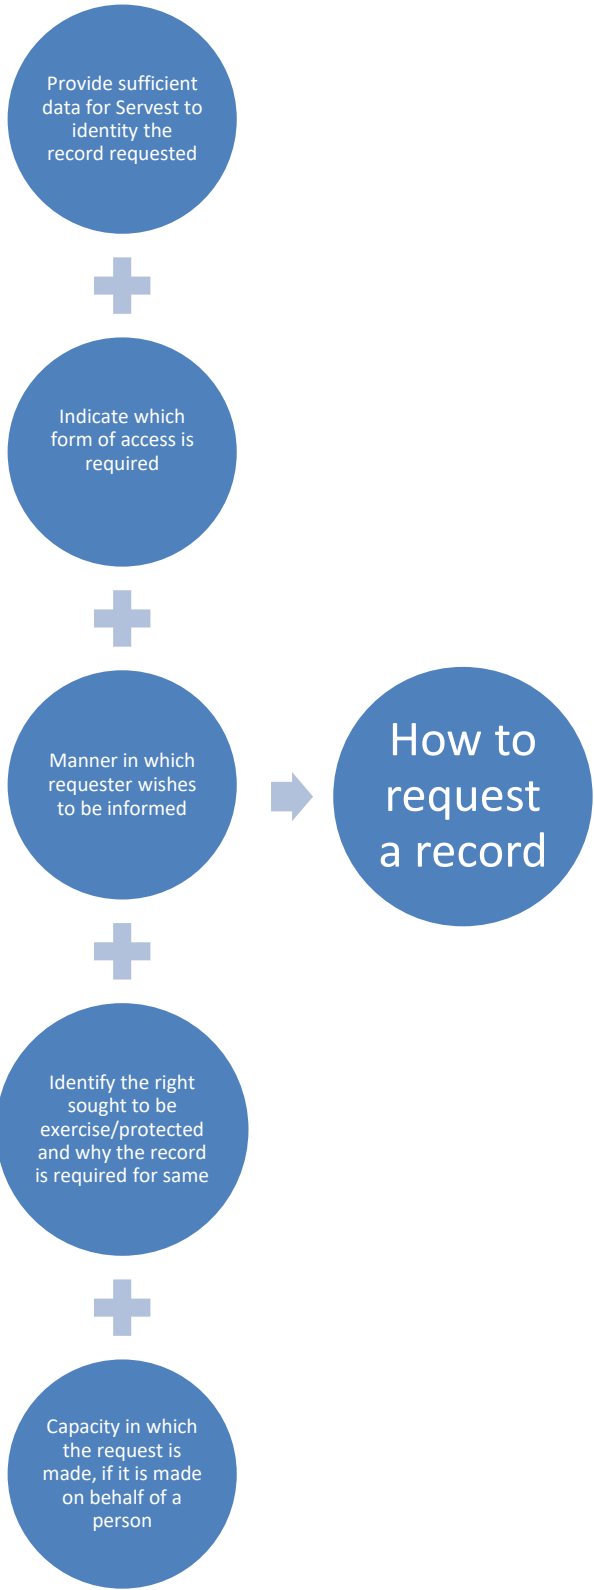 Provide sufficient
data for Servest to
identity the
record requested
Indicate which
form of access is
required
Manner in which
requester wishes
to be informed
How to
request
a record
Identify the right
sought to be
exercise/protected
and why the record
is required for same
Capacity in which
the request is
made, if it is made
on behalf of a
person